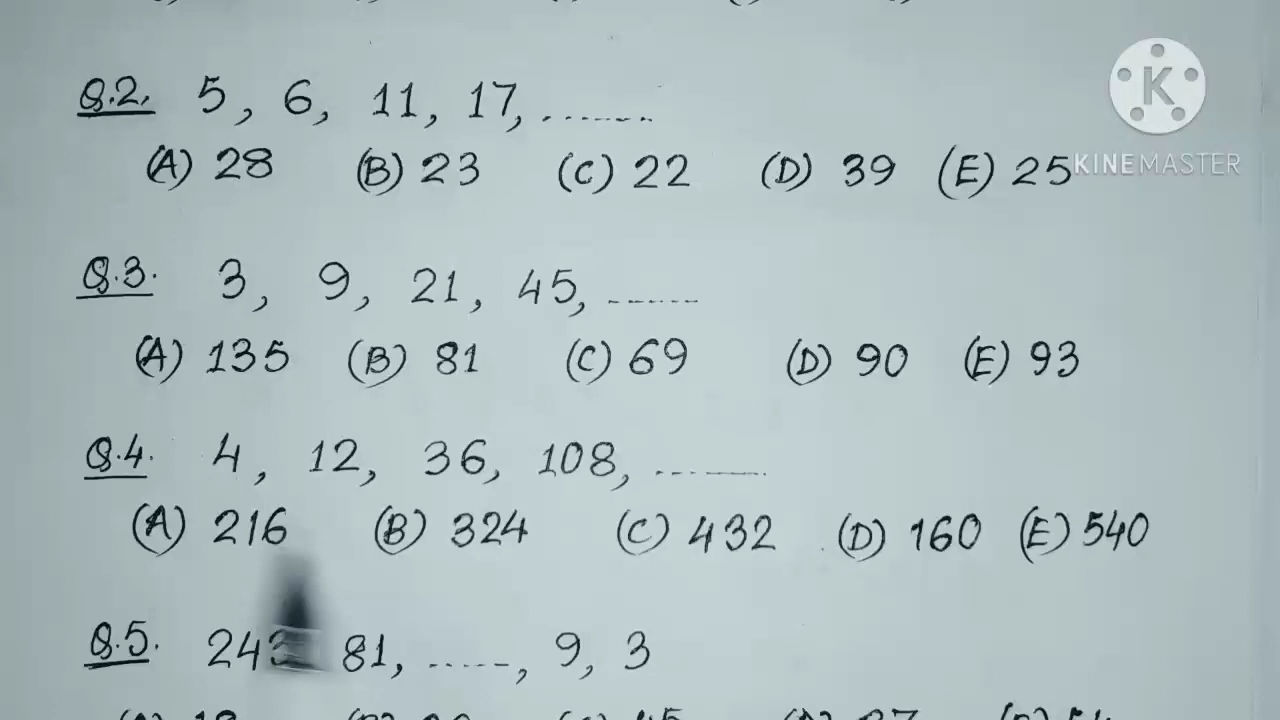 Q.2. 5, 6, 11, 17, .......
(A) 28 (B) 23 (C) 22 (D) 39 (E) 25
K
KINEMASTER
Q.3. 3, 9, 21, 45, .......
(A) 135 (B) 81 (C) 69 (D) 90 (E) 93
Q.4. 4, 12, 36, 108, .......
(A) 216 (B) 324 (C) 432 (D) 160 (E) 540
Q.5. 243 81, ......, 9, 3